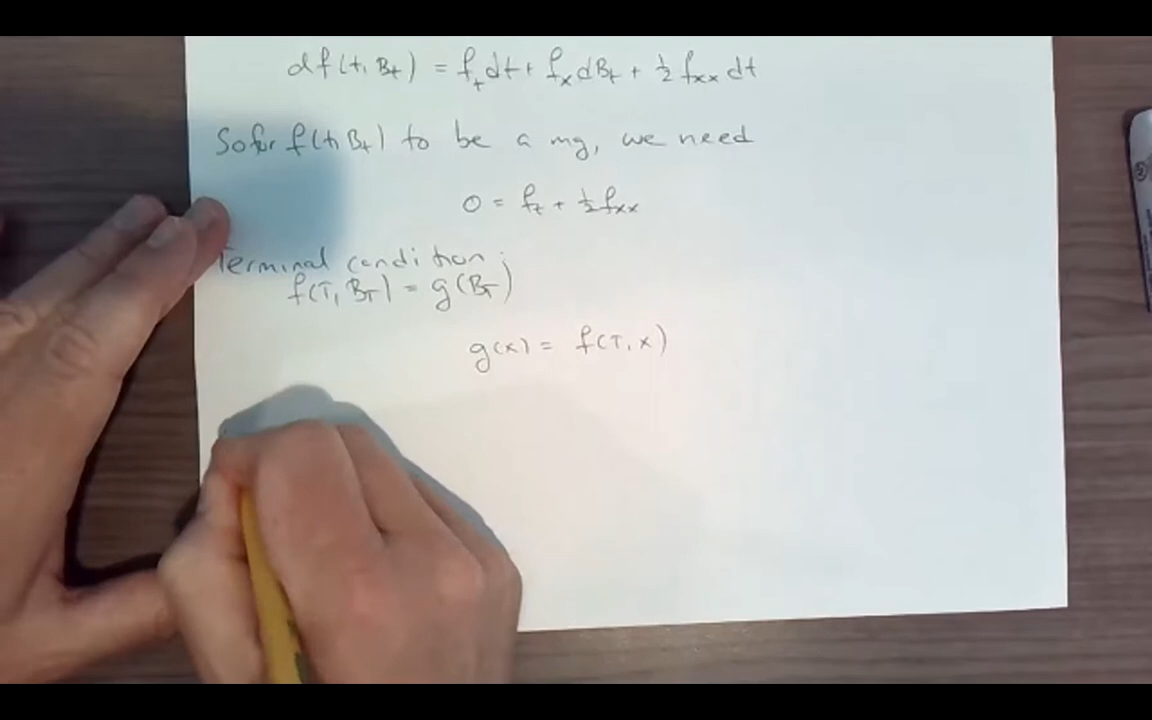 df(t, Bt) = ft dt + fx dBt + ½ fxx dt
So for f(t, Bt) to be a mg, we need
0 = ft + ½ fxx
Terminal condition:
f(T, BT) = g(BT)
g(x) = f(T, x)